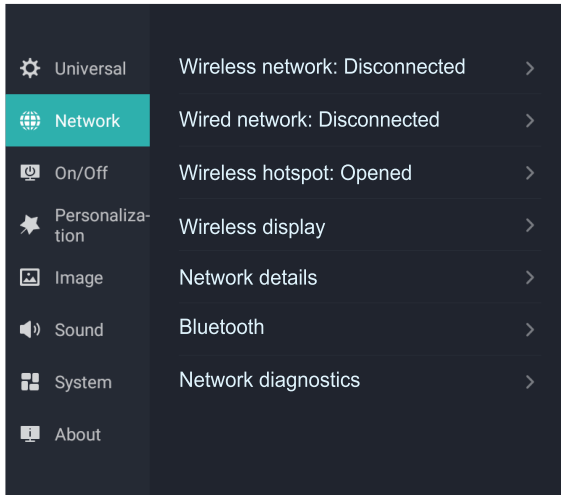 Universal
Network
On/Off
Personaliza-
tion
Image
Sound
System
About
Wireless network: Disconnected
Wired network: Disconnected
Wireless hotspot: Opened
Wireless display
Network details
Bluetooth
Network diagnostics